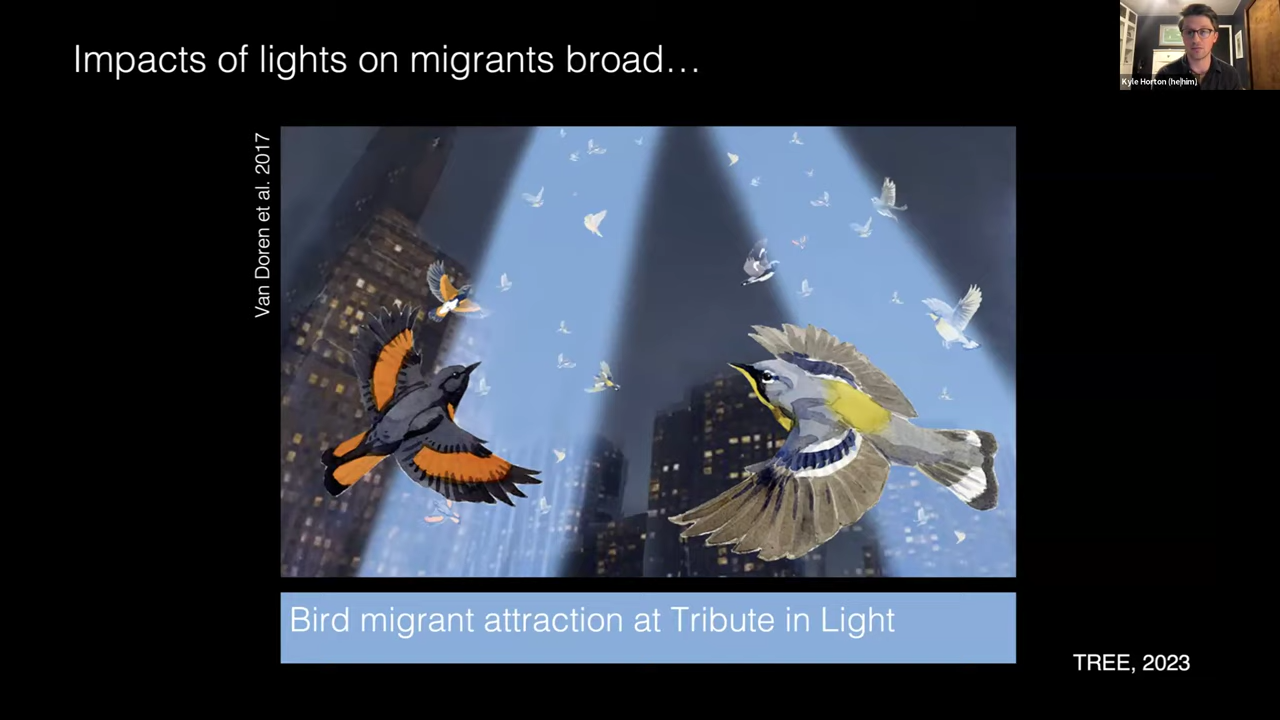 Impacts of lights on migrants broad…
Kyle Horton (he|him)
Van Doren et al. 2017
Bird migrant attraction at Tribute in Light
TREE, 2023